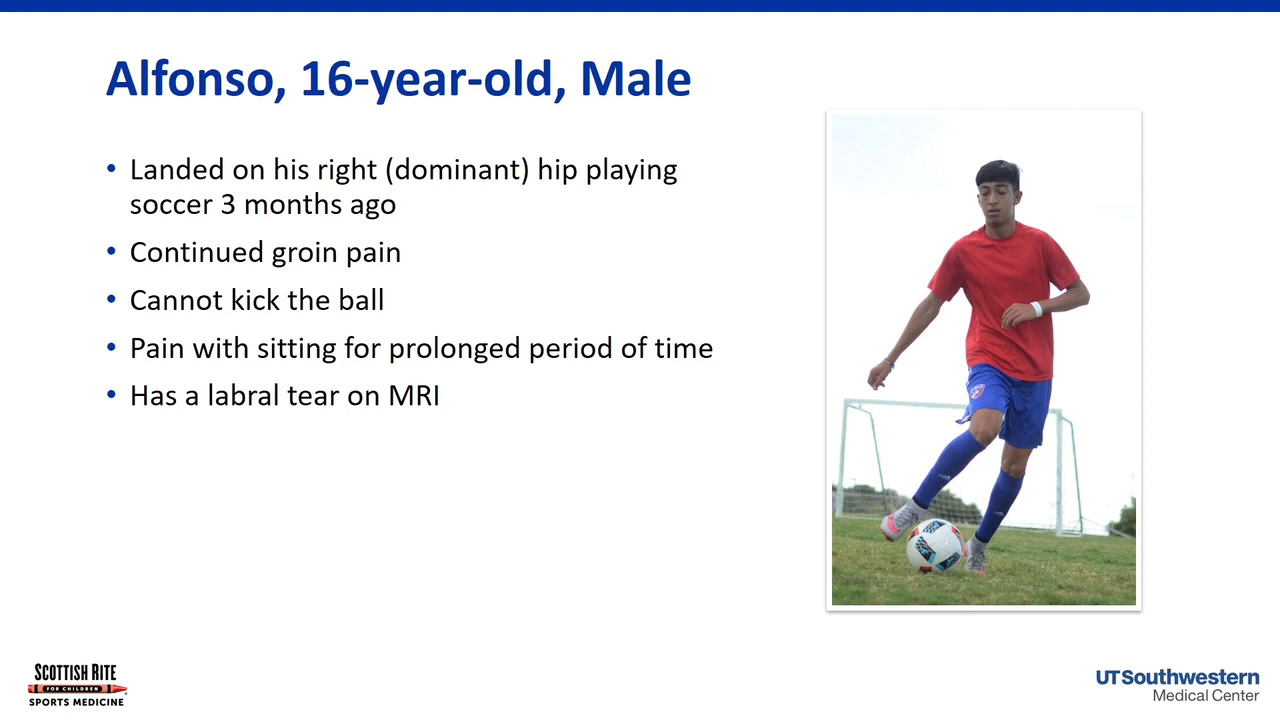 Alfonso, 16-year-old, Male
• Landed on his right (dominant) hip playing
soccer 3 months ago
• Continued groin pain
• Cannot kick the ball
• Pain with sitting for prolonged period of time
• Has a labral tear on MRI
SCOTTISH RITE
FOR CHILDREN
SPORTS MEDICINE
UTSouthwestern
Medical Center